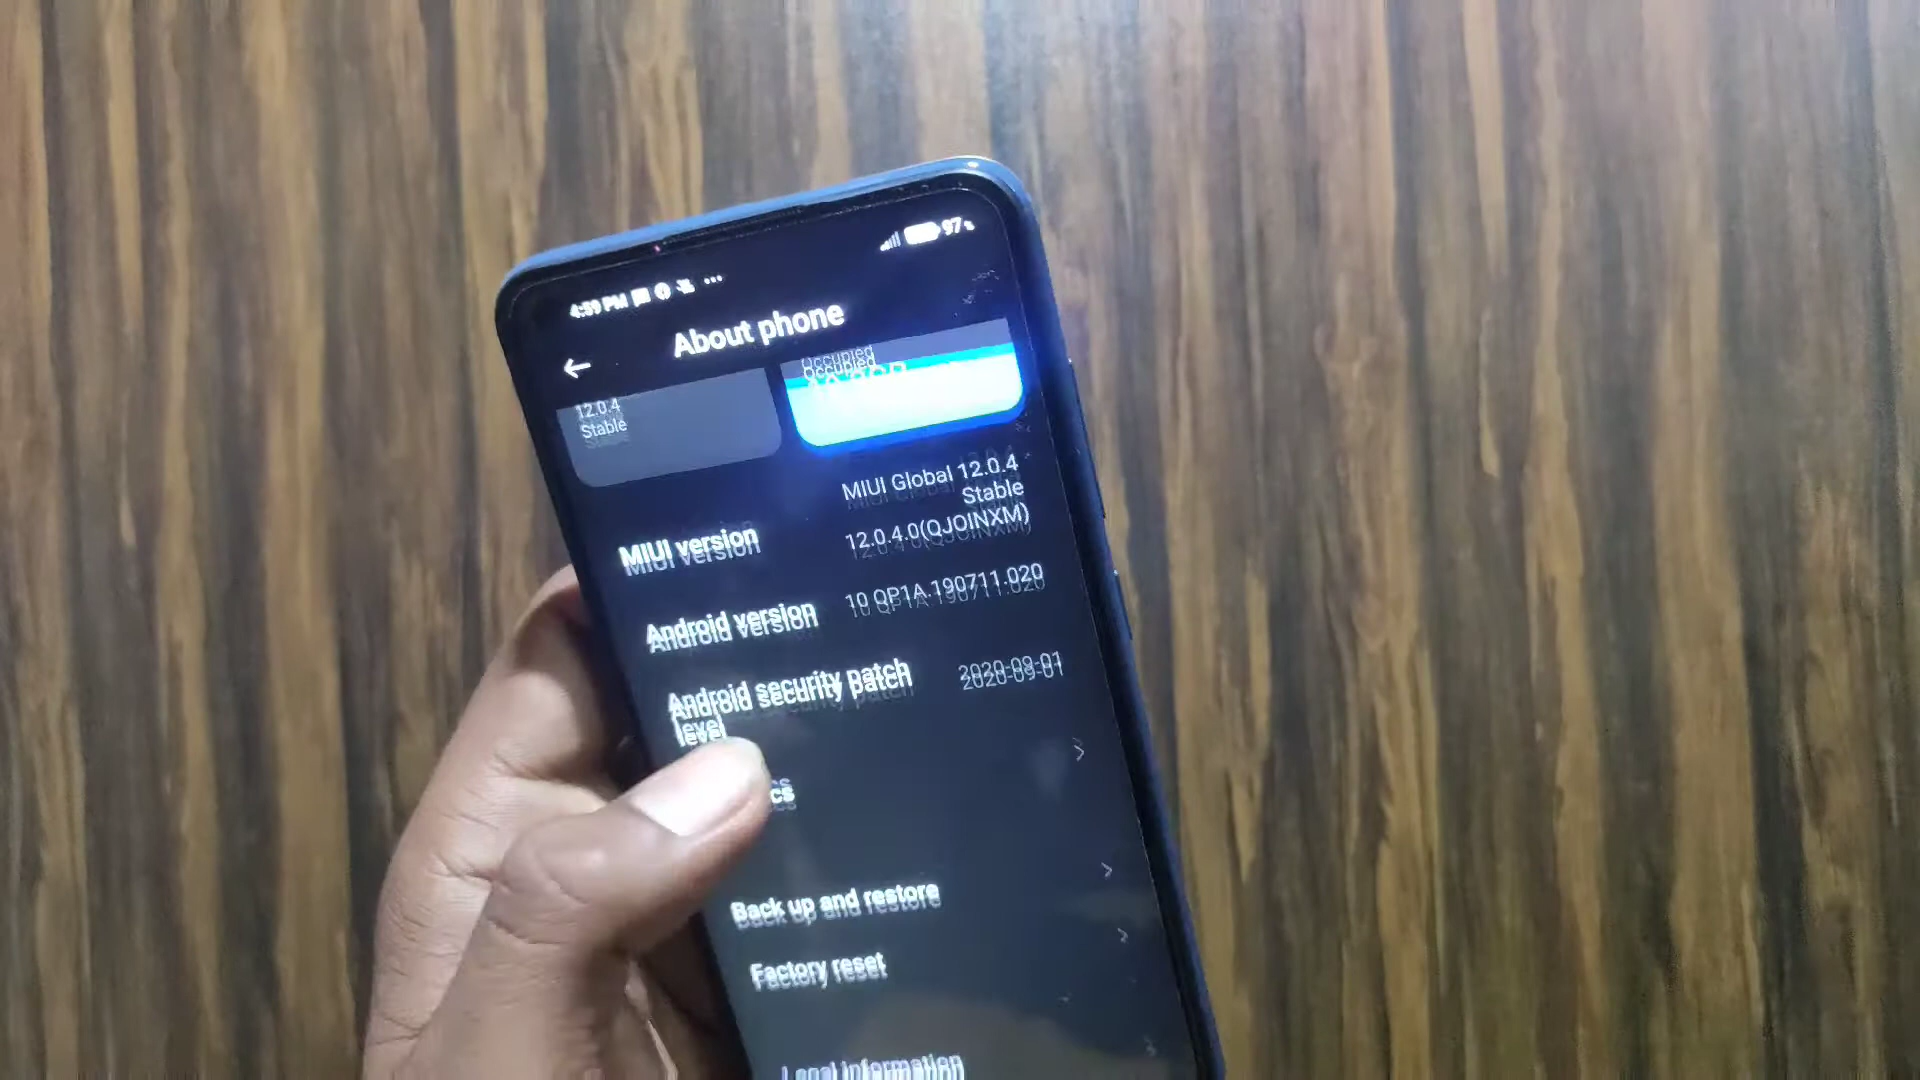 4:59 PM 97%
About phone
Occupied
12.0.4
Stable
MIUI Global 12.0.4
Stable
12.0.4.0(QJOINXM)
MIUI version
10 QP1A.190711.020
Android version
Android security patch
level
2020-09-01
cs
Back up and restore
Factory reset
Legal information